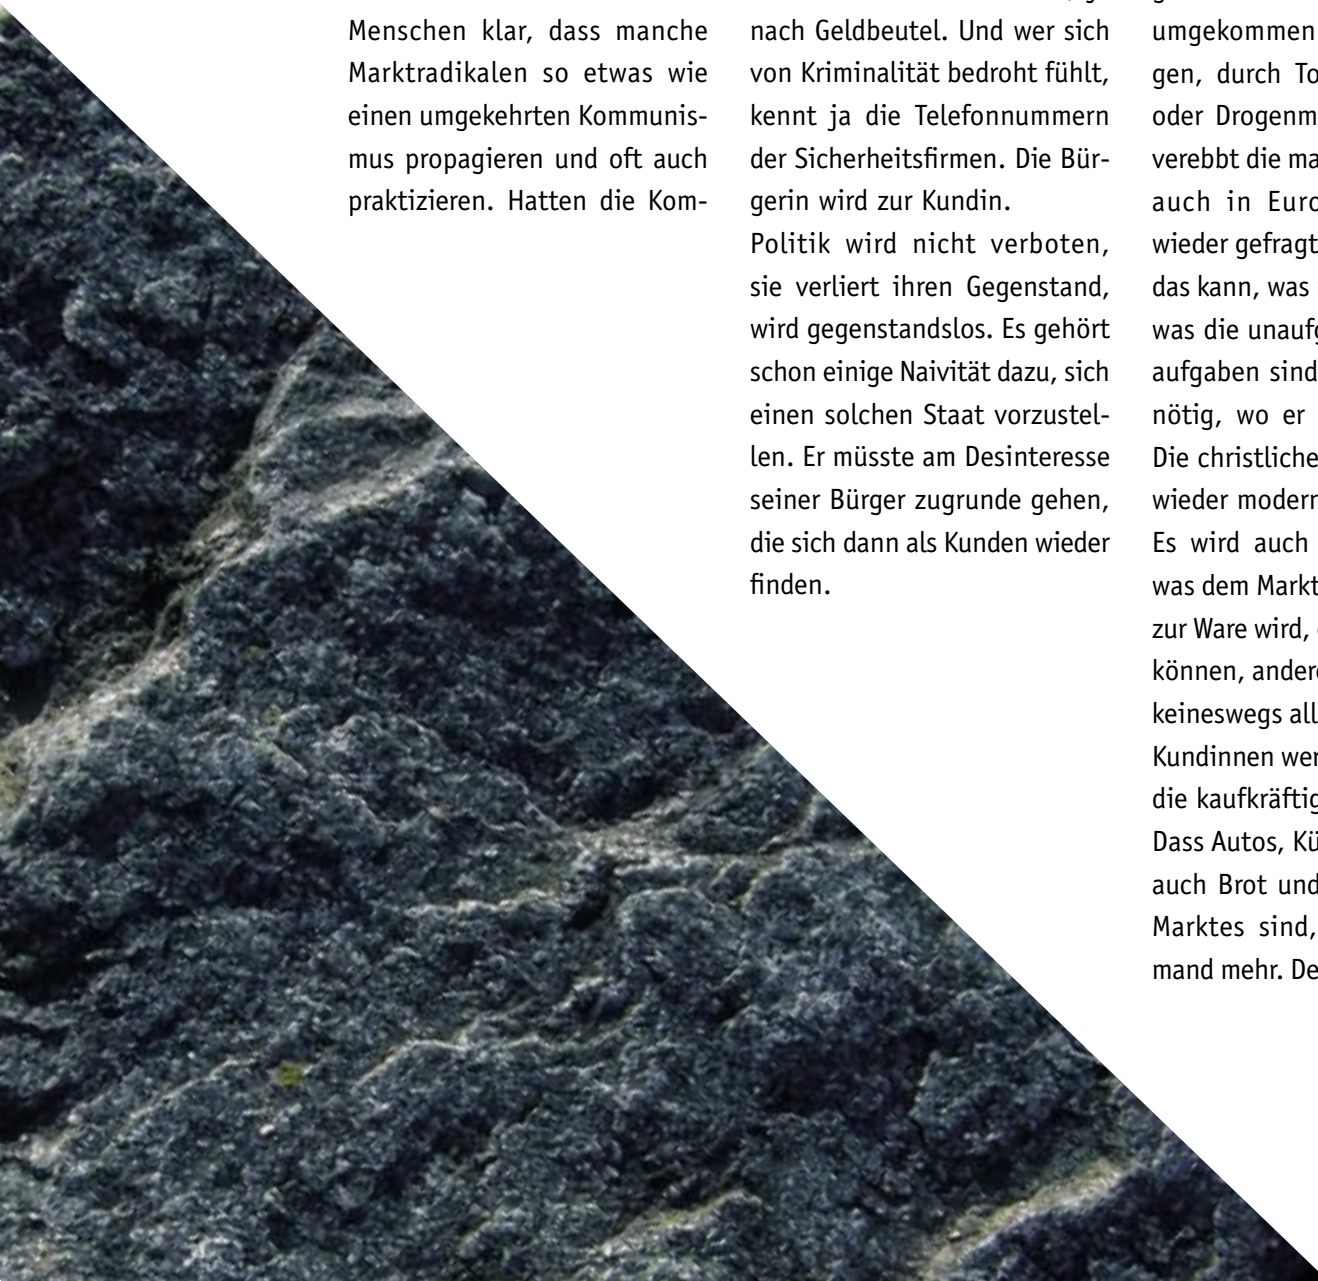 Menschen klar, dass manche
Marktradikalen so etwas wie
einen umgekehrten Kommunis-
mus propagieren und oft auch
praktizieren. Hatten die Kom-
nach Geldbeutel. Und wer sich
von Kriminalität bedroht fühlt,
kennt ja die Telefonnummern
der Sicherheitsfirmen. Die Bür-
gerin wird zur Kundin.
Politik wird nicht verboten,
sie verliert ihren Gegenstand,
wird gegenstandslos. Es gehört
schon einige Naivität dazu, sich
einen solchen Staat vorzustel-
len. Er müsste am Desinteresse
seiner Bürger zugrunde gehen,
die sich dann als Kunden wieder
finden.
umgekommen
gen, durch
oder
verebbt die
auch in
wieder gefragt
das kann, was
was die
aufgaben sind
nötig, wo er
Die christliche
wieder modern
Es wird auch
was dem Markt
zur Ware wird,
können,
keineswegs all
Kundinnen
die
Dass Autos,
auch Brot und
Marktes sind,
mand mehr.